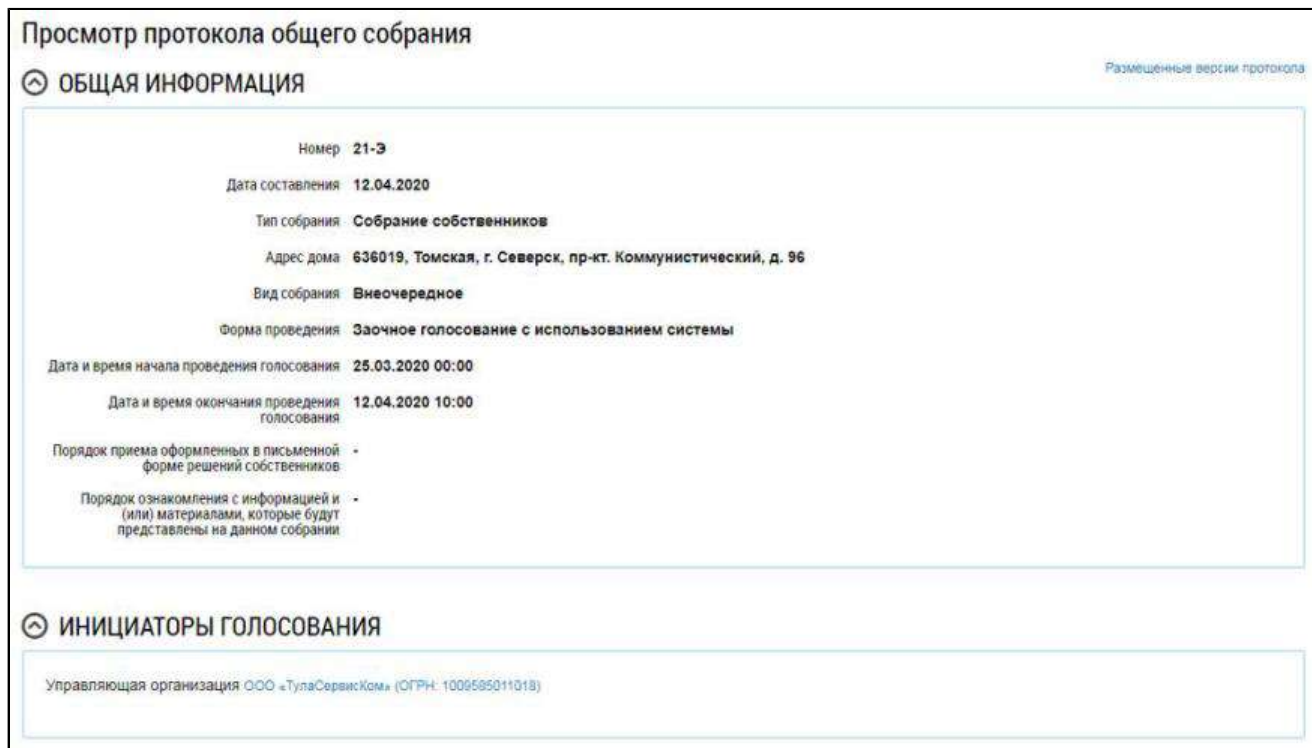 Просмотр протокола общего собрания
Размещенные версии протокола
ОБЩАЯ ИНФОРМАЦИЯ
Номер 21-Э
Дата составления 12.04.2020
Тип собрания Собрание собственников
Адрес дома 636019, Томская, г. Северск, пр-кт. Коммунистический, д. 96
Вид собрания Внеочередное
Форма проведения Заочное голосование с использованием системы
Дата и время начала проведения голосования 25.03.2020 00:00
Дата и время окончания проведения 12.04.2020 10:00
голосования
Порядок приема оформленных в письменной -
форме решений собственников
Порядок ознакомления с информацией и -
(или) материалами, которые будут
представлены на данном собрании
ИНИЦИАТОРЫ ГОЛОСОВАНИЯ
Управляющая организация ООО «ТулаСервисКом» (ОГРН: 1009585011018)